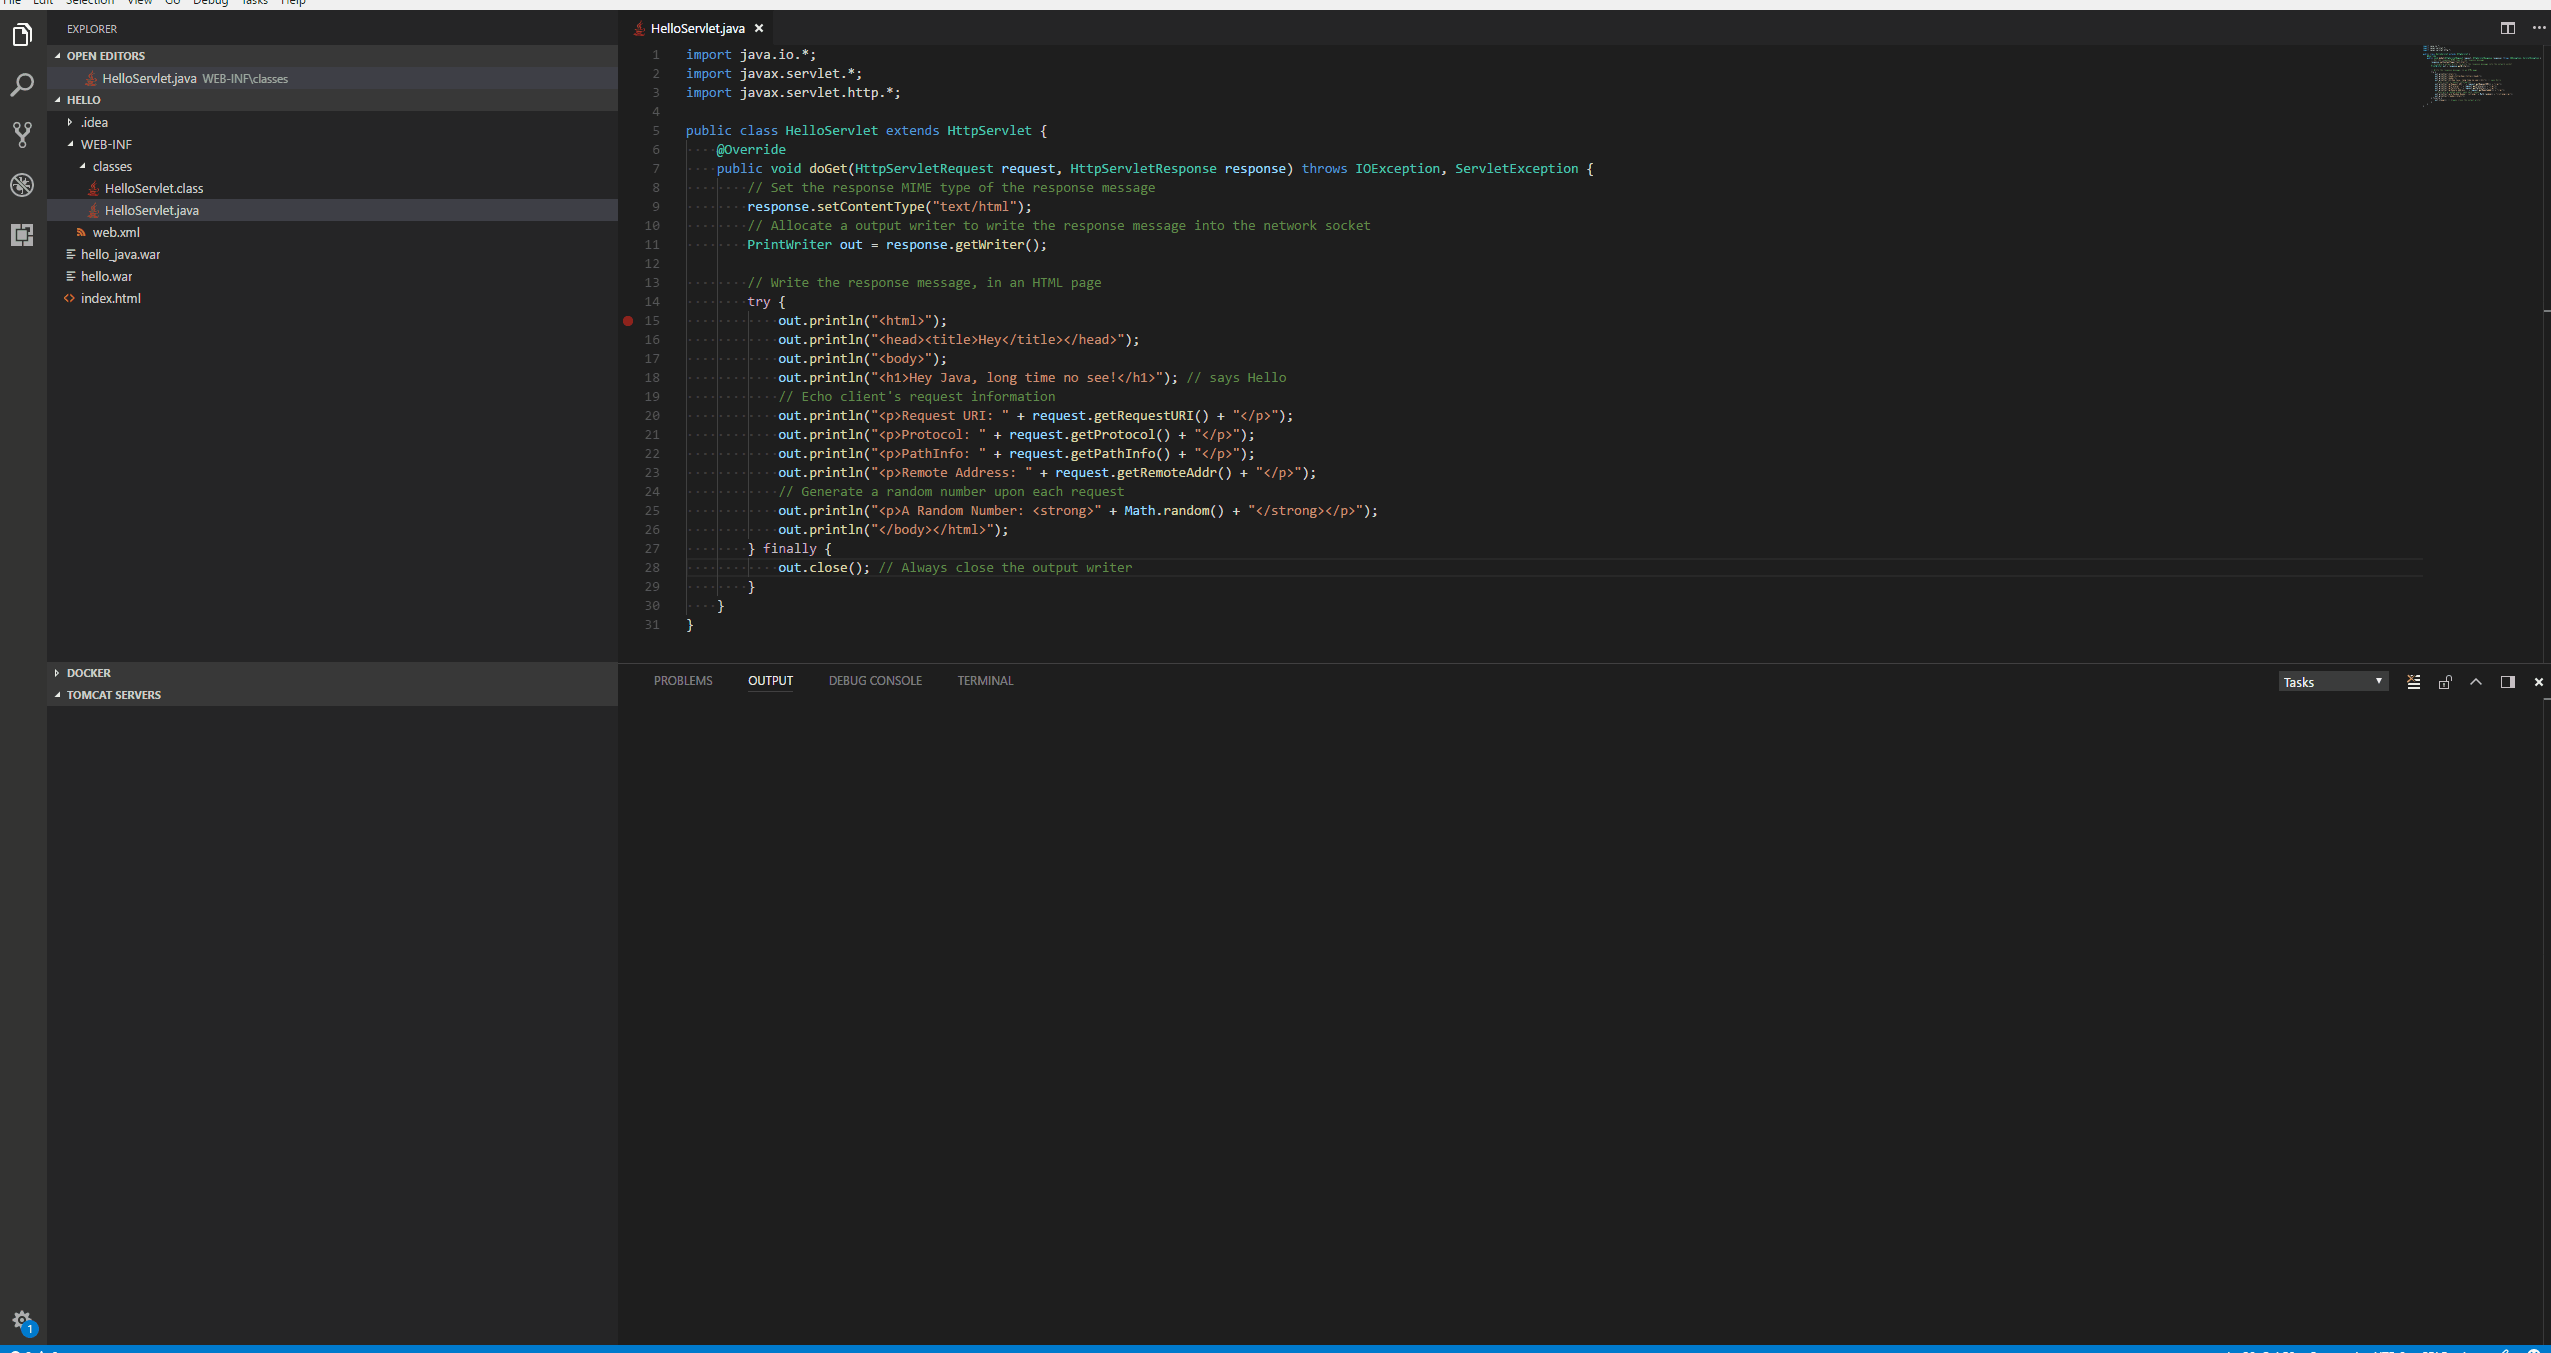 File Edit Selection View Go Debug Tasks Help
EXPLORER
OPEN EDITORS
HelloServlet.java WEB-INF\classes
HELLO
.idea
WEB-INF
classes
HelloServlet.class
HelloServlet.java
web.xml
hello_java.war
hello.war
index.html
DOCKER
TOMCAT SERVERS
1
HelloServlet.java
1 import java.io.*;
2 import javax.servlet.*;
3 import javax.servlet.http.*;
4
5 public class HelloServlet extends HttpServlet {
6 @Override
7 public void doGet(HttpServletRequest request, HttpServletResponse response) throws IOException, ServletException {
8 // Set the response MIME type of the response message
9 response.setContentType("text/html");
10 // Allocate a output writer to write the response message into the network socket
11 PrintWriter out = response.getWriter();
12
13 // Write the response message, in an HTML page
14 try {
15 out.println("<html>");
16 out.println("<head><title>Hey</title></head>");
17 out.println("<body>");
18 out.println("<h1>Hey Java, long time no see!</h1>"); // says Hello
19 // Echo client's request information
20 out.println("<p>Request URI: " + request.getRequestURI() + "</p>");
21 out.println("<p>Protocol: " + request.getProtocol() + "</p>");
22 out.println("<p>PathInfo: " + request.getPathInfo() + "</p>");
23 out.println("<p>Remote Address: " + request.getRemoteAddr() + "</p>");
24 // Generate a random number upon each request
25 out.println("<p>A Random Number: <strong>" + Math.random() + "</strong></p>");
26 out.println("</body></html>");
27 } finally {
28 out.close(); // Always close the output writer
29 }
30 }
31 }
PROBLEMS OUTPUT DEBUG CONSOLE TERMINAL
Tasks